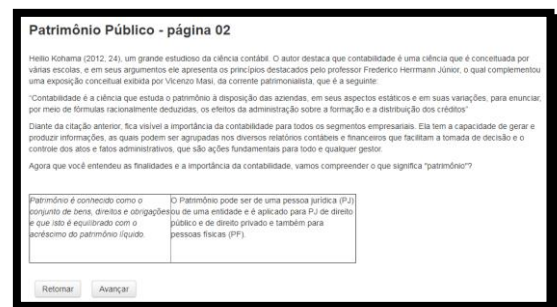 Patrimônio Público - página 02
Helio Kohama (2012, 24), um grande estudioso da ciência contábil. O autor destaca que contabilidade é uma ciência que é conceituada por
várias escolas, e em seus argumentos ele apresenta os princípios destacados pelo professor Frederico Herrmann Júnior, o qual complementou
uma exposição conceitual exibida por Vicenzo Masi, da corrente patrimonialista, que é a seguinte:
“Contabilidade é a ciência que estuda o patrimônio à disposição das aziendas, em seus aspectos estáticos e em suas variações, para enunciar,
por meio de fórmulas racionalmente deduzidas, os efeitos da administração sobre a formação e a distribuição dos créditos”
Diante da citação anterior, fica visível a importância da contabilidade para todos os segmentos empresariais. Ela tem a capacidade de gerar e
produzir informações, as quais podem ser agrupadas nos diversos relatórios contábeis e financeiros que facilitam a tomada de decisão e o
controle dos atos e fatos administrativos, que são ações fundamentais para todo e qualquer gestor.
Agora que você entendeu as finalidades e a importância da contabilidade, vamos compreender o que significa "patrimônio"?
Patrimônio é conhecido como o
conjunto de bens, direitos e obrigações
e que isto é equilibrado com o
acréscimo do patrimônio líquido.
O Patrimônio pode ser de uma pessoa jurídica (PJ)
ou de uma entidade e é aplicado para PJ de direito
público e de direito privado e também para
pessoas físicas (PF).
Retornar
Avançar